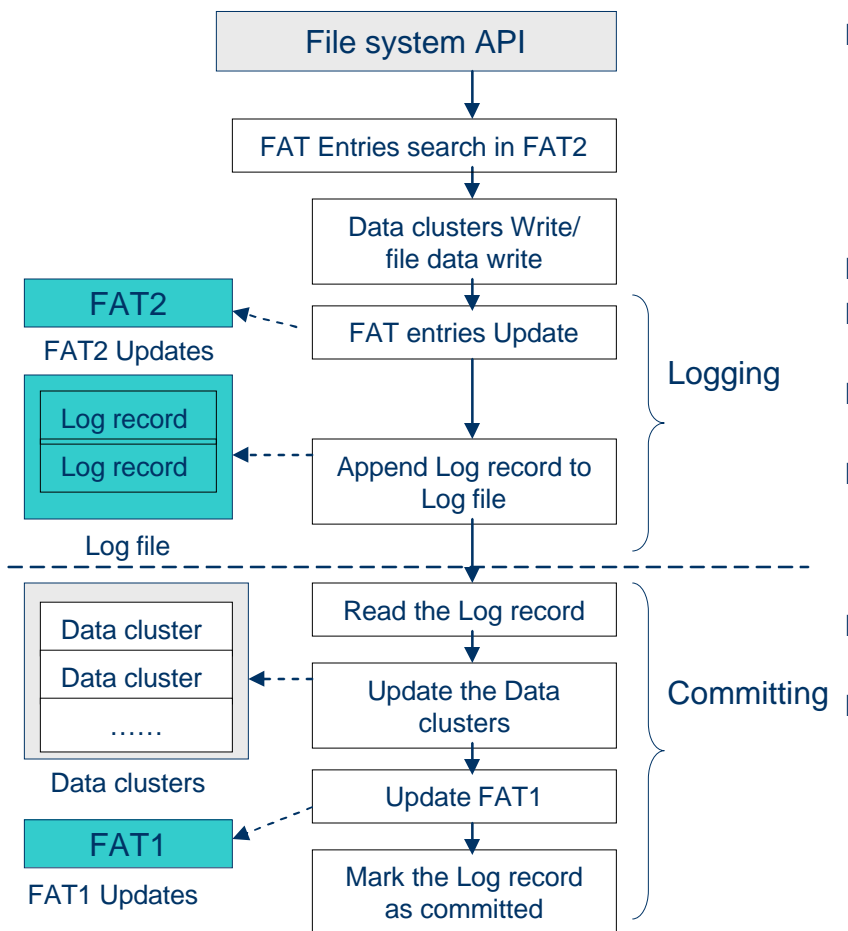 File system API
FAT Entries search in FAT2
Data clusters Write/
file data write
FAT2
FAT2 Updates
FAT entries Update
Logging
Log record
Log record
Append Log record to
Log file
Log file
Read the Log record
Data cluster
Data cluster
……
Update the Data
clusters
Committing
Data clusters
Update FAT1
FAT1
FAT1 Updates
Mark the Log record
as committed